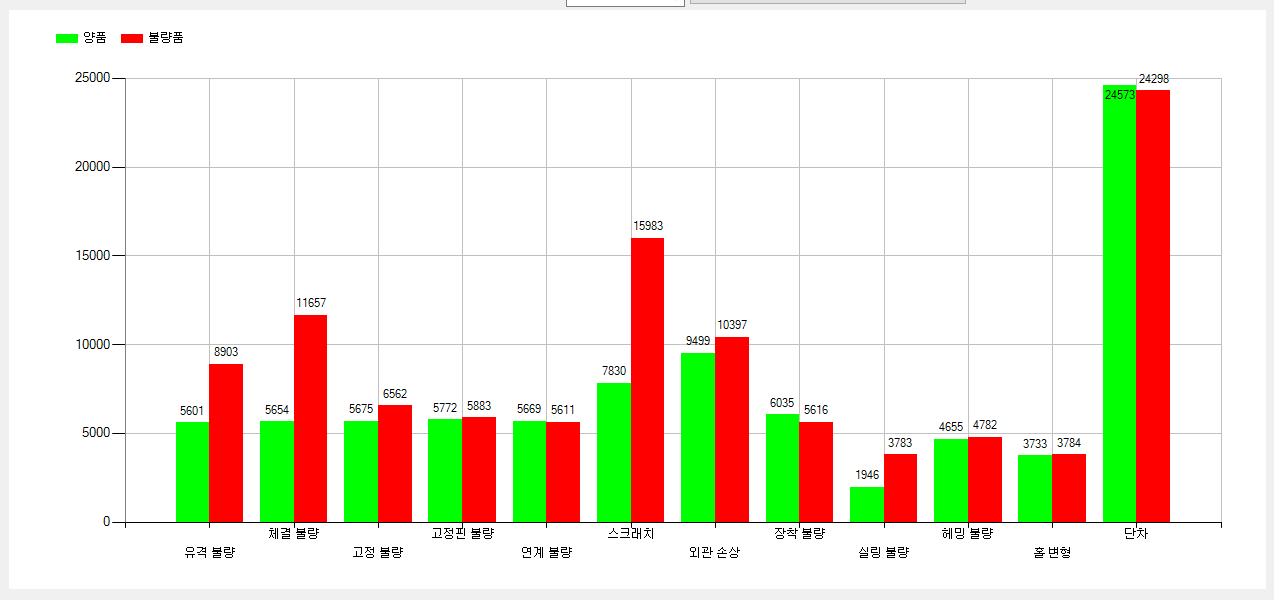 양품 불량품
25000
20000
15000
10000
5000
0
5601 8903
5654 11657
5675 6562
5772 5883
5669 5611
7830 15983
9499 10397
6035 5616
1946 3783
4655 4782
3733 3784
24573 24298
유격 불량
체결 불량
고정 불량
고정핀 불량
연계 불량
스크래치
외관 손상
장착 불량
실링 불량
헤밍 불량
홀 변형
단차